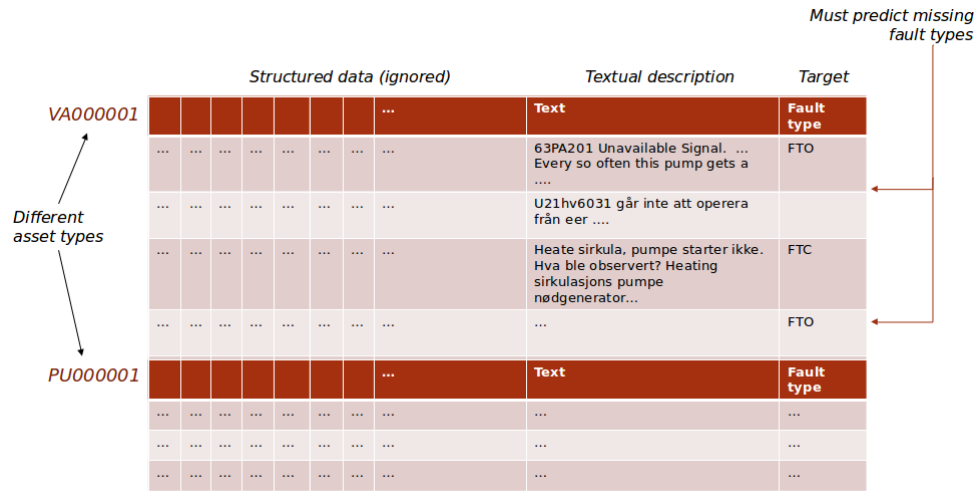 Must predict missing
fault types
Structured data (ignored)
Textual description
Target
VA000001
...
Text
Fault
type
... ... ... ... ... ... ... ...
63PA201 Unavailable Signal.  ...
Every so often this pump gets a
....
FTO
... ... ... ... ... ... ... ...
U21hv6031 går inte att operera
från eer ....
Different
asset types
... ... ... ... ... ... ... ...
Heate sirkula, pumpe starter ikke.
Hva ble observert? Heating
sirkulasjons pumpe
nødgenerator...
FTC
... ... ... ... ... ... ... ... ... FTO
PU000001
...
Text
Fault
type
... ... ... ... ... ... ... ... ... ...
... ... ... ... ... ... ... ... ... ...
... ... ... ... ... ... ... ... ... ...